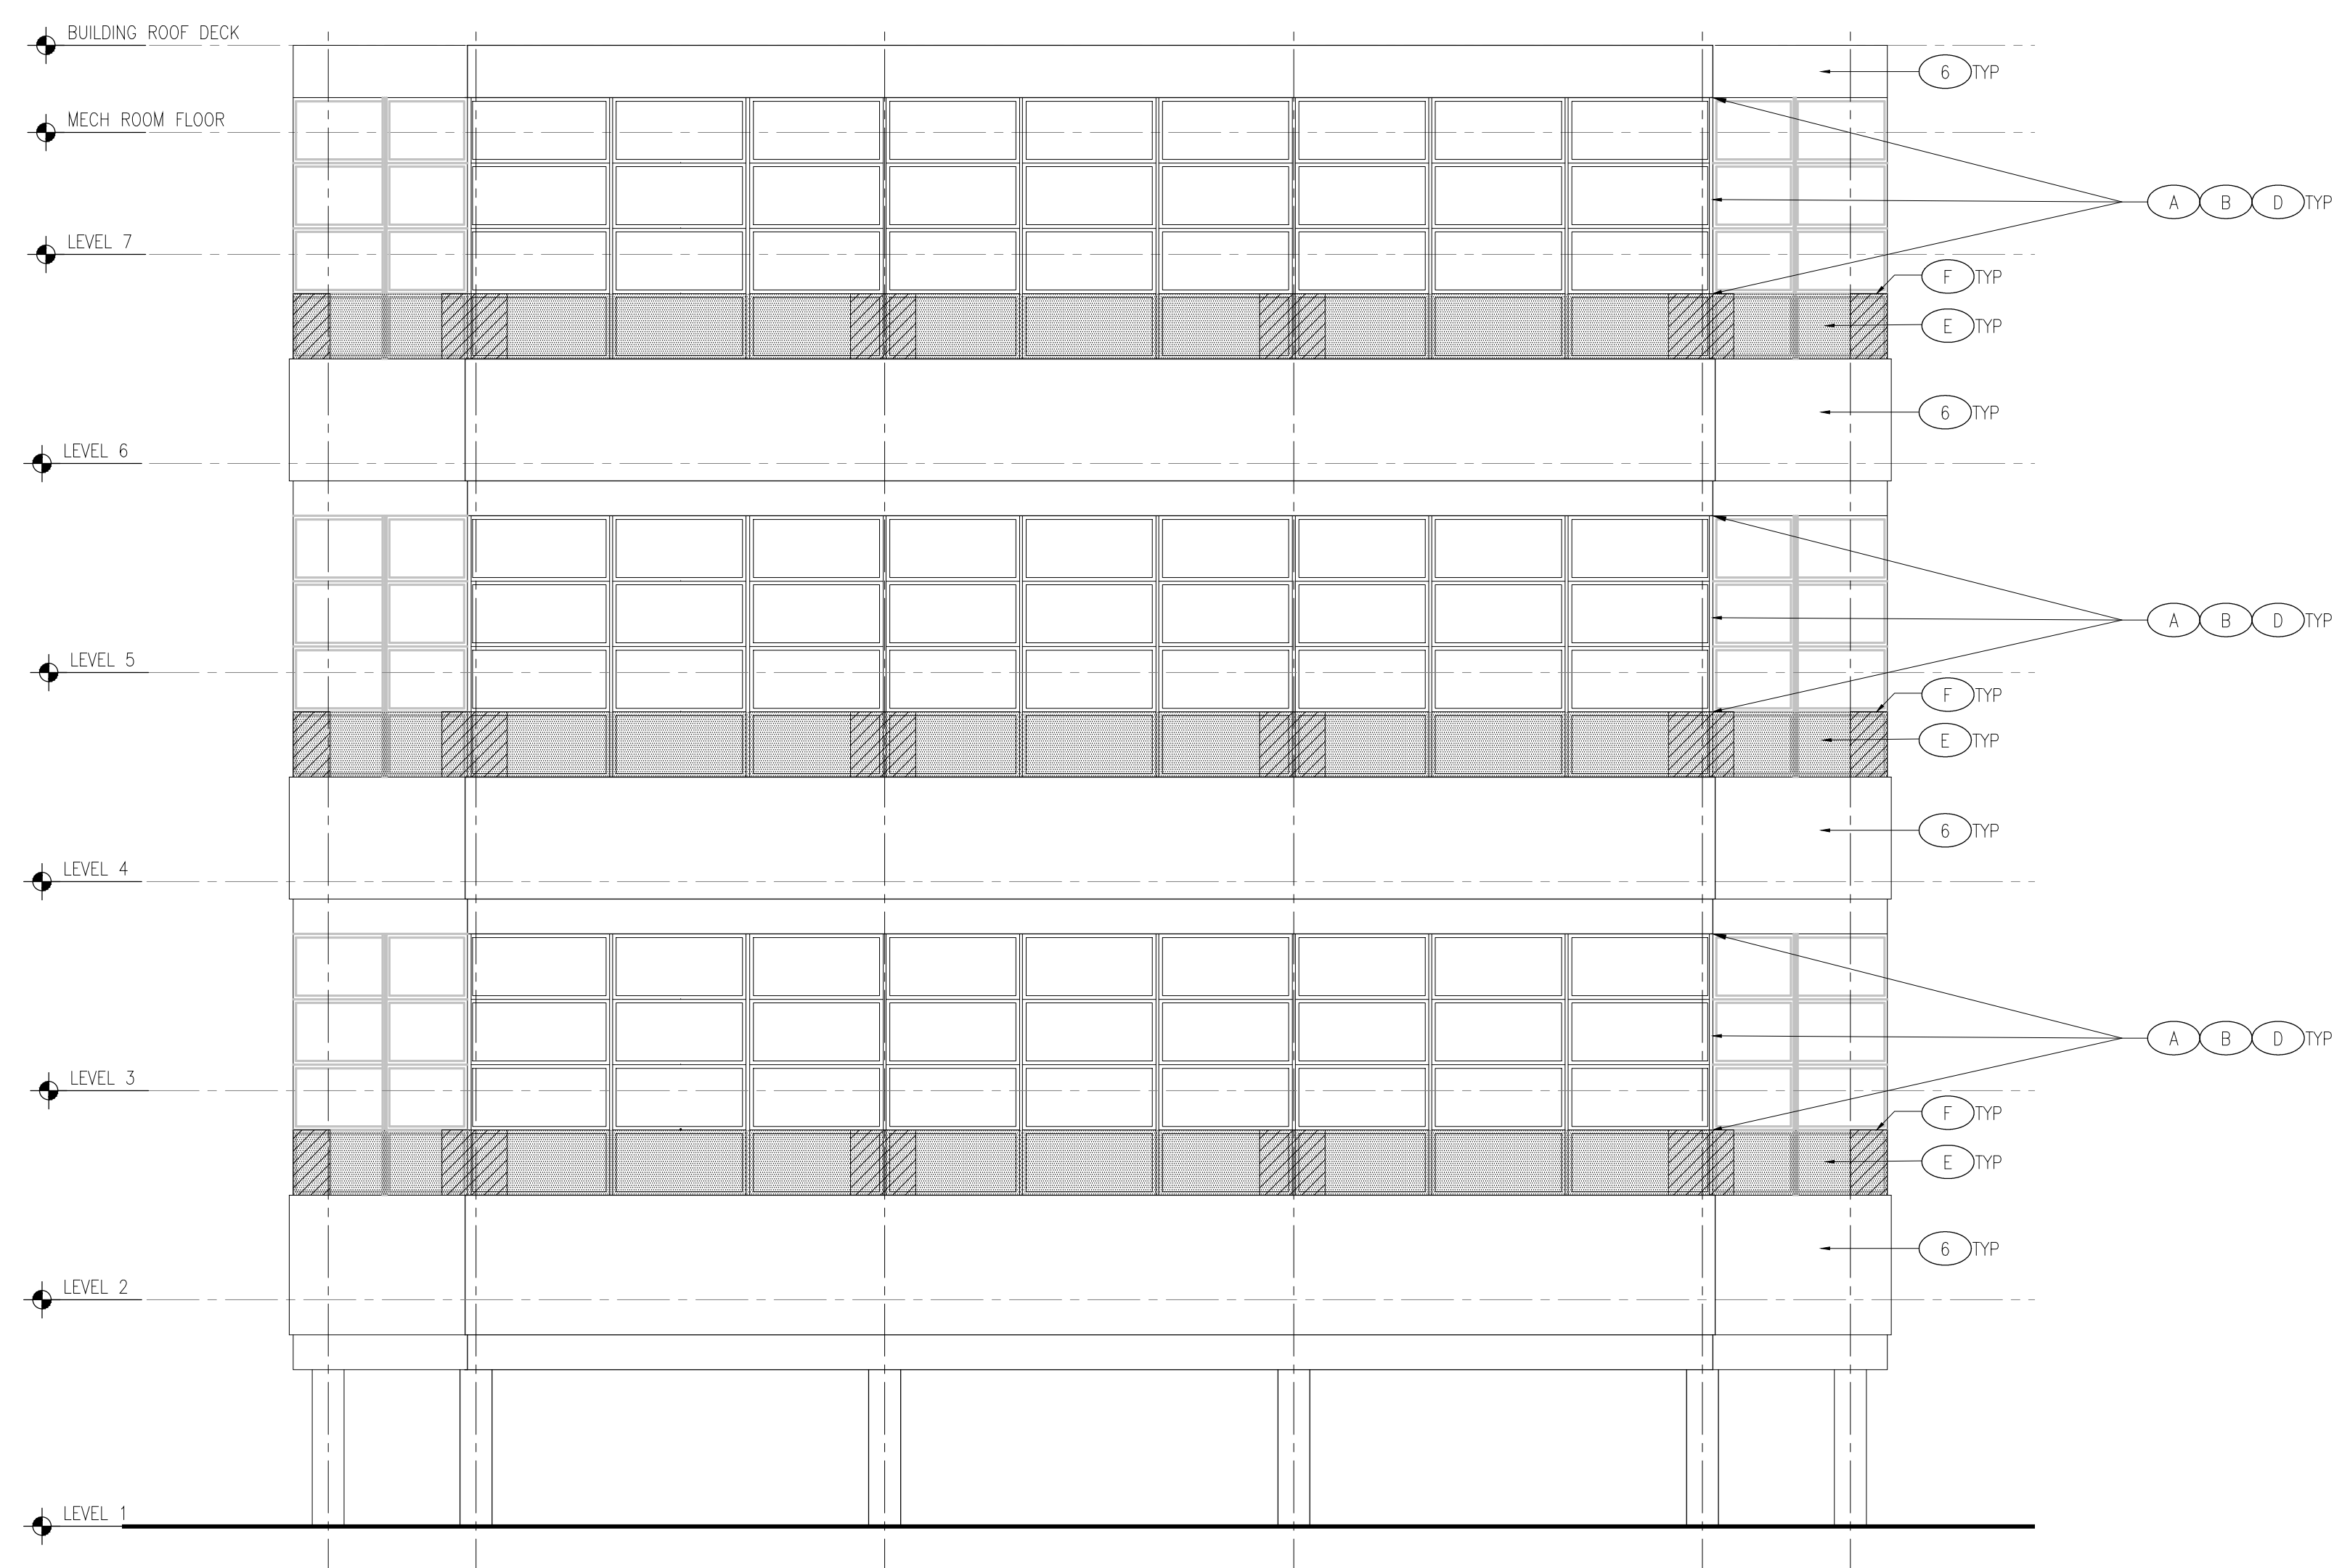 BUILDING ROOF DECK
6 TYP
MECH ROOM FLOOR
A B D TYP
LEVEL 7
F TYP
E TYP
6 TYP
LEVEL 6
A B D TYP
LEVEL 5
F TYP
E TYP
6 TYP
LEVEL 4
A B D TYP
LEVEL 3
F TYP
E TYP
6 TYP
LEVEL 2
LEVEL 1